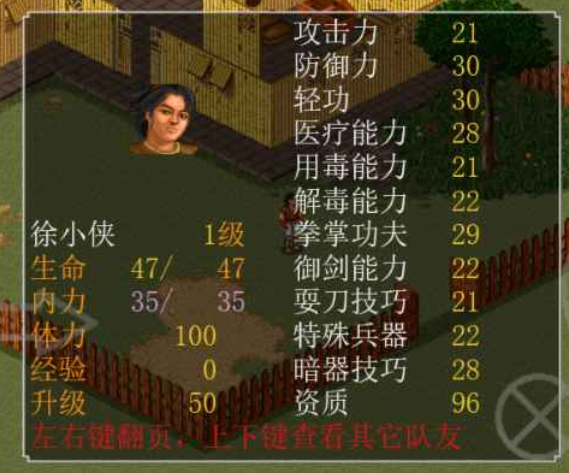 攻击力 21
防御力 30
轻功 30
医疗能力 28
用毒能力 21
解毒能力 22
徐小侠 1级 拳掌功夫 29
生命 47/ 47 御剑能力 22
内力 35/ 35 耍刀技巧 21
体力 100 特殊兵器 22
经验 0 暗器技巧 28
升级 50 资质 96
左右键翻页，上下键查看其它队友